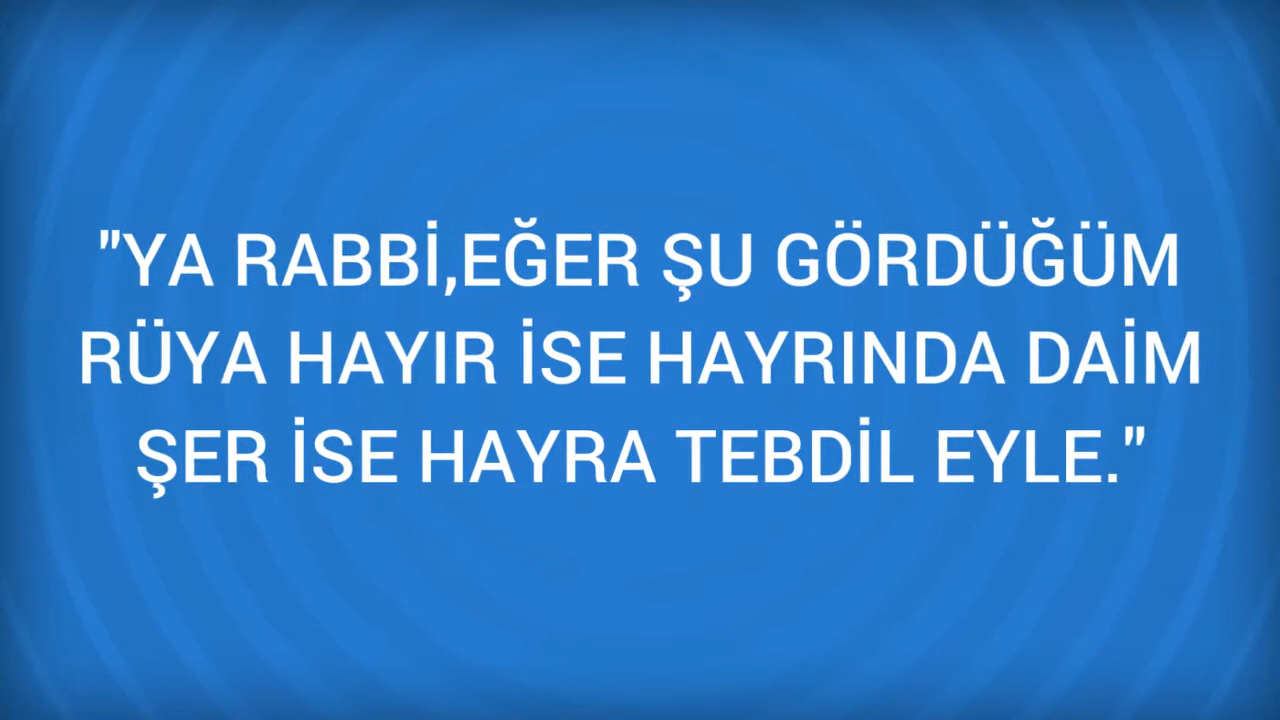 "YA RABBİ,EĞER ŞU GÖRDÜĞÜM
RÜYA HAYIR İSE HAYRINDA DAİM
ŞER İSE HAYRA TEBDİL EYLE."